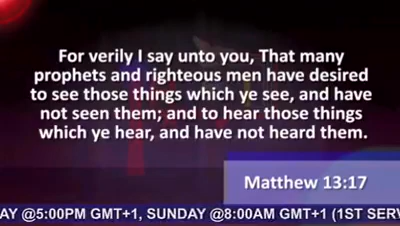 For verily I say unto you, That many
prophets and righteous men have desired
to see those things which ye see, and have
not seen them; and to hear those things
which ye hear, and have not heard them.
Matthew 13:17
AY @5:00PM GMT+1, SUNDAY @8:00AM GMT+1 (1ST SERV